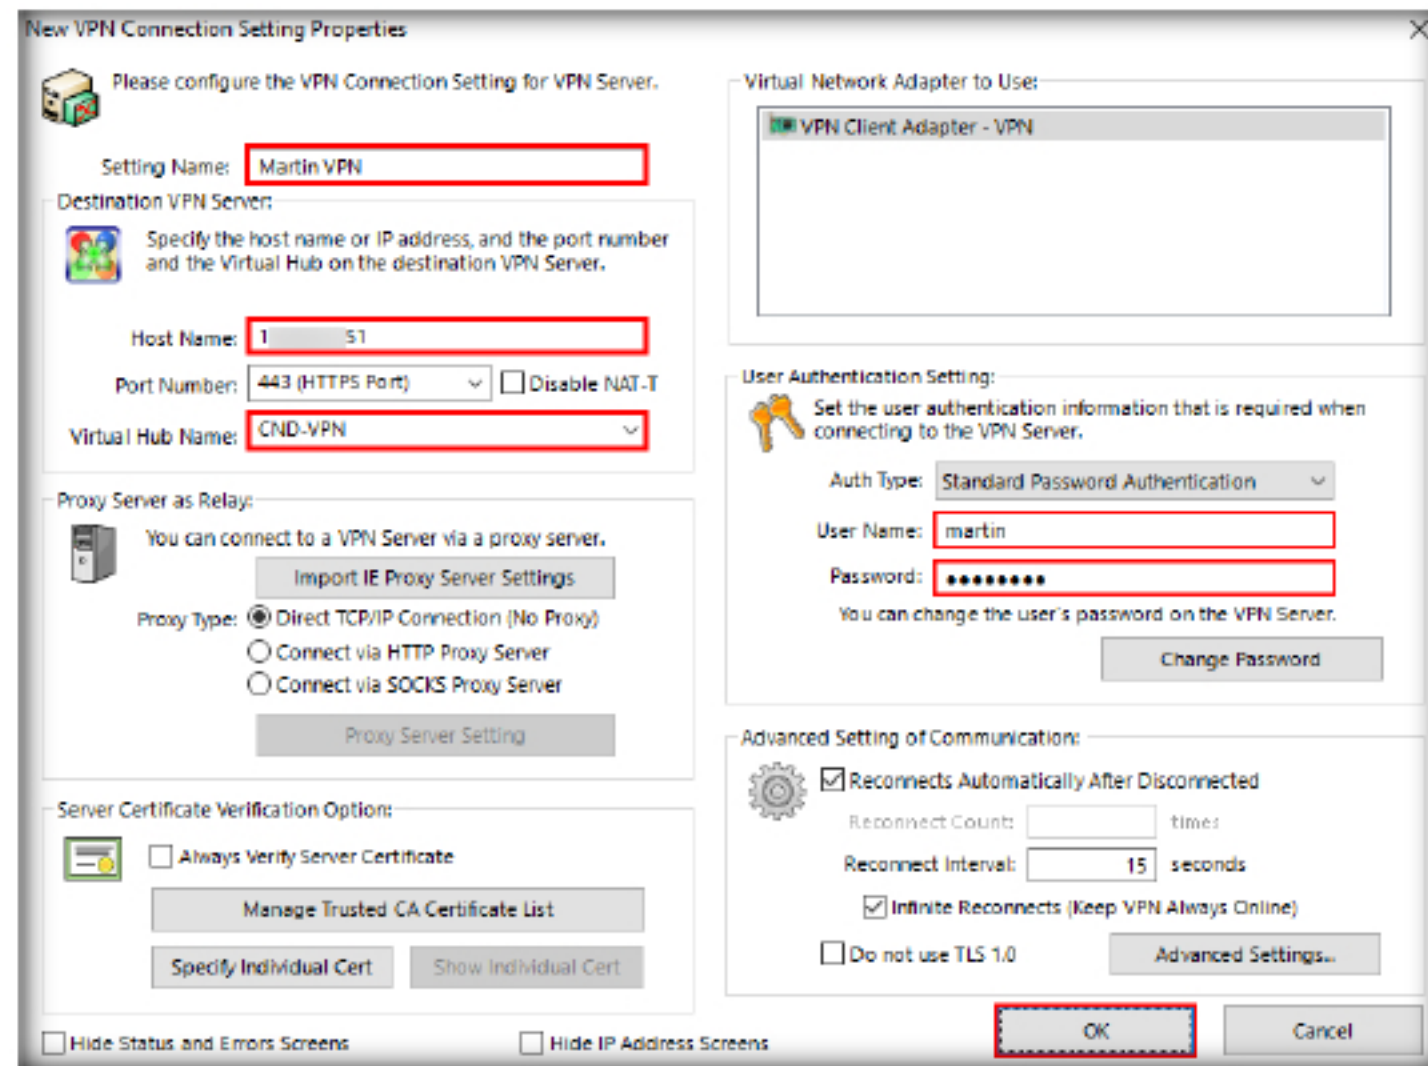 New VPN Connection Setting Properties
Please configure the VPN Connection Setting for VPN Server.
Setting Name: Martin VPN
Destination VPN Server:
Specify the host name or IP address, and the port number
and the Virtual Hub on the destination VPN Server.
Host Name: 1 51
Port Number: 443 (HTTPS Port) Disable NAT-T
Virtual Hub Name: CND-VPN
Proxy Server as Relay:
You can connect to a VPN Server via a proxy server.
Import IE Proxy Server Settings
Proxy Type: Direct TCP/IP Connection (No Proxy)
Connect via HTTP Proxy Server
Connect via SOCKS Proxy Server
Proxy Server Setting
Server Certificate Verification Option:
Always Verify Server Certificate
Manage Trusted CA Certificate List
Specify Individual Cert Show Individual Cert
Hide Status and Errors Screens Hide IP Address Screens
Virtual Network Adapter to Use:
VPN Client Adapter - VPN
User Authentication Setting:
Set the user authentication information that is required when
connecting to the VPN Server.
Auth Type: Standard Password Authentication
User Name: martin
Password: ●●●●●●●●
You can change the user's password on the VPN Server.
Change Password
Advanced Setting of Communication:
Reconnects Automatically After Disconnected
Reconnect Count: times
Reconnect Interval: 15 seconds
Infinite Reconnects (Keep VPN Always Online)
Do not use TLS 1.0 Advanced Settings...
OK Cancel